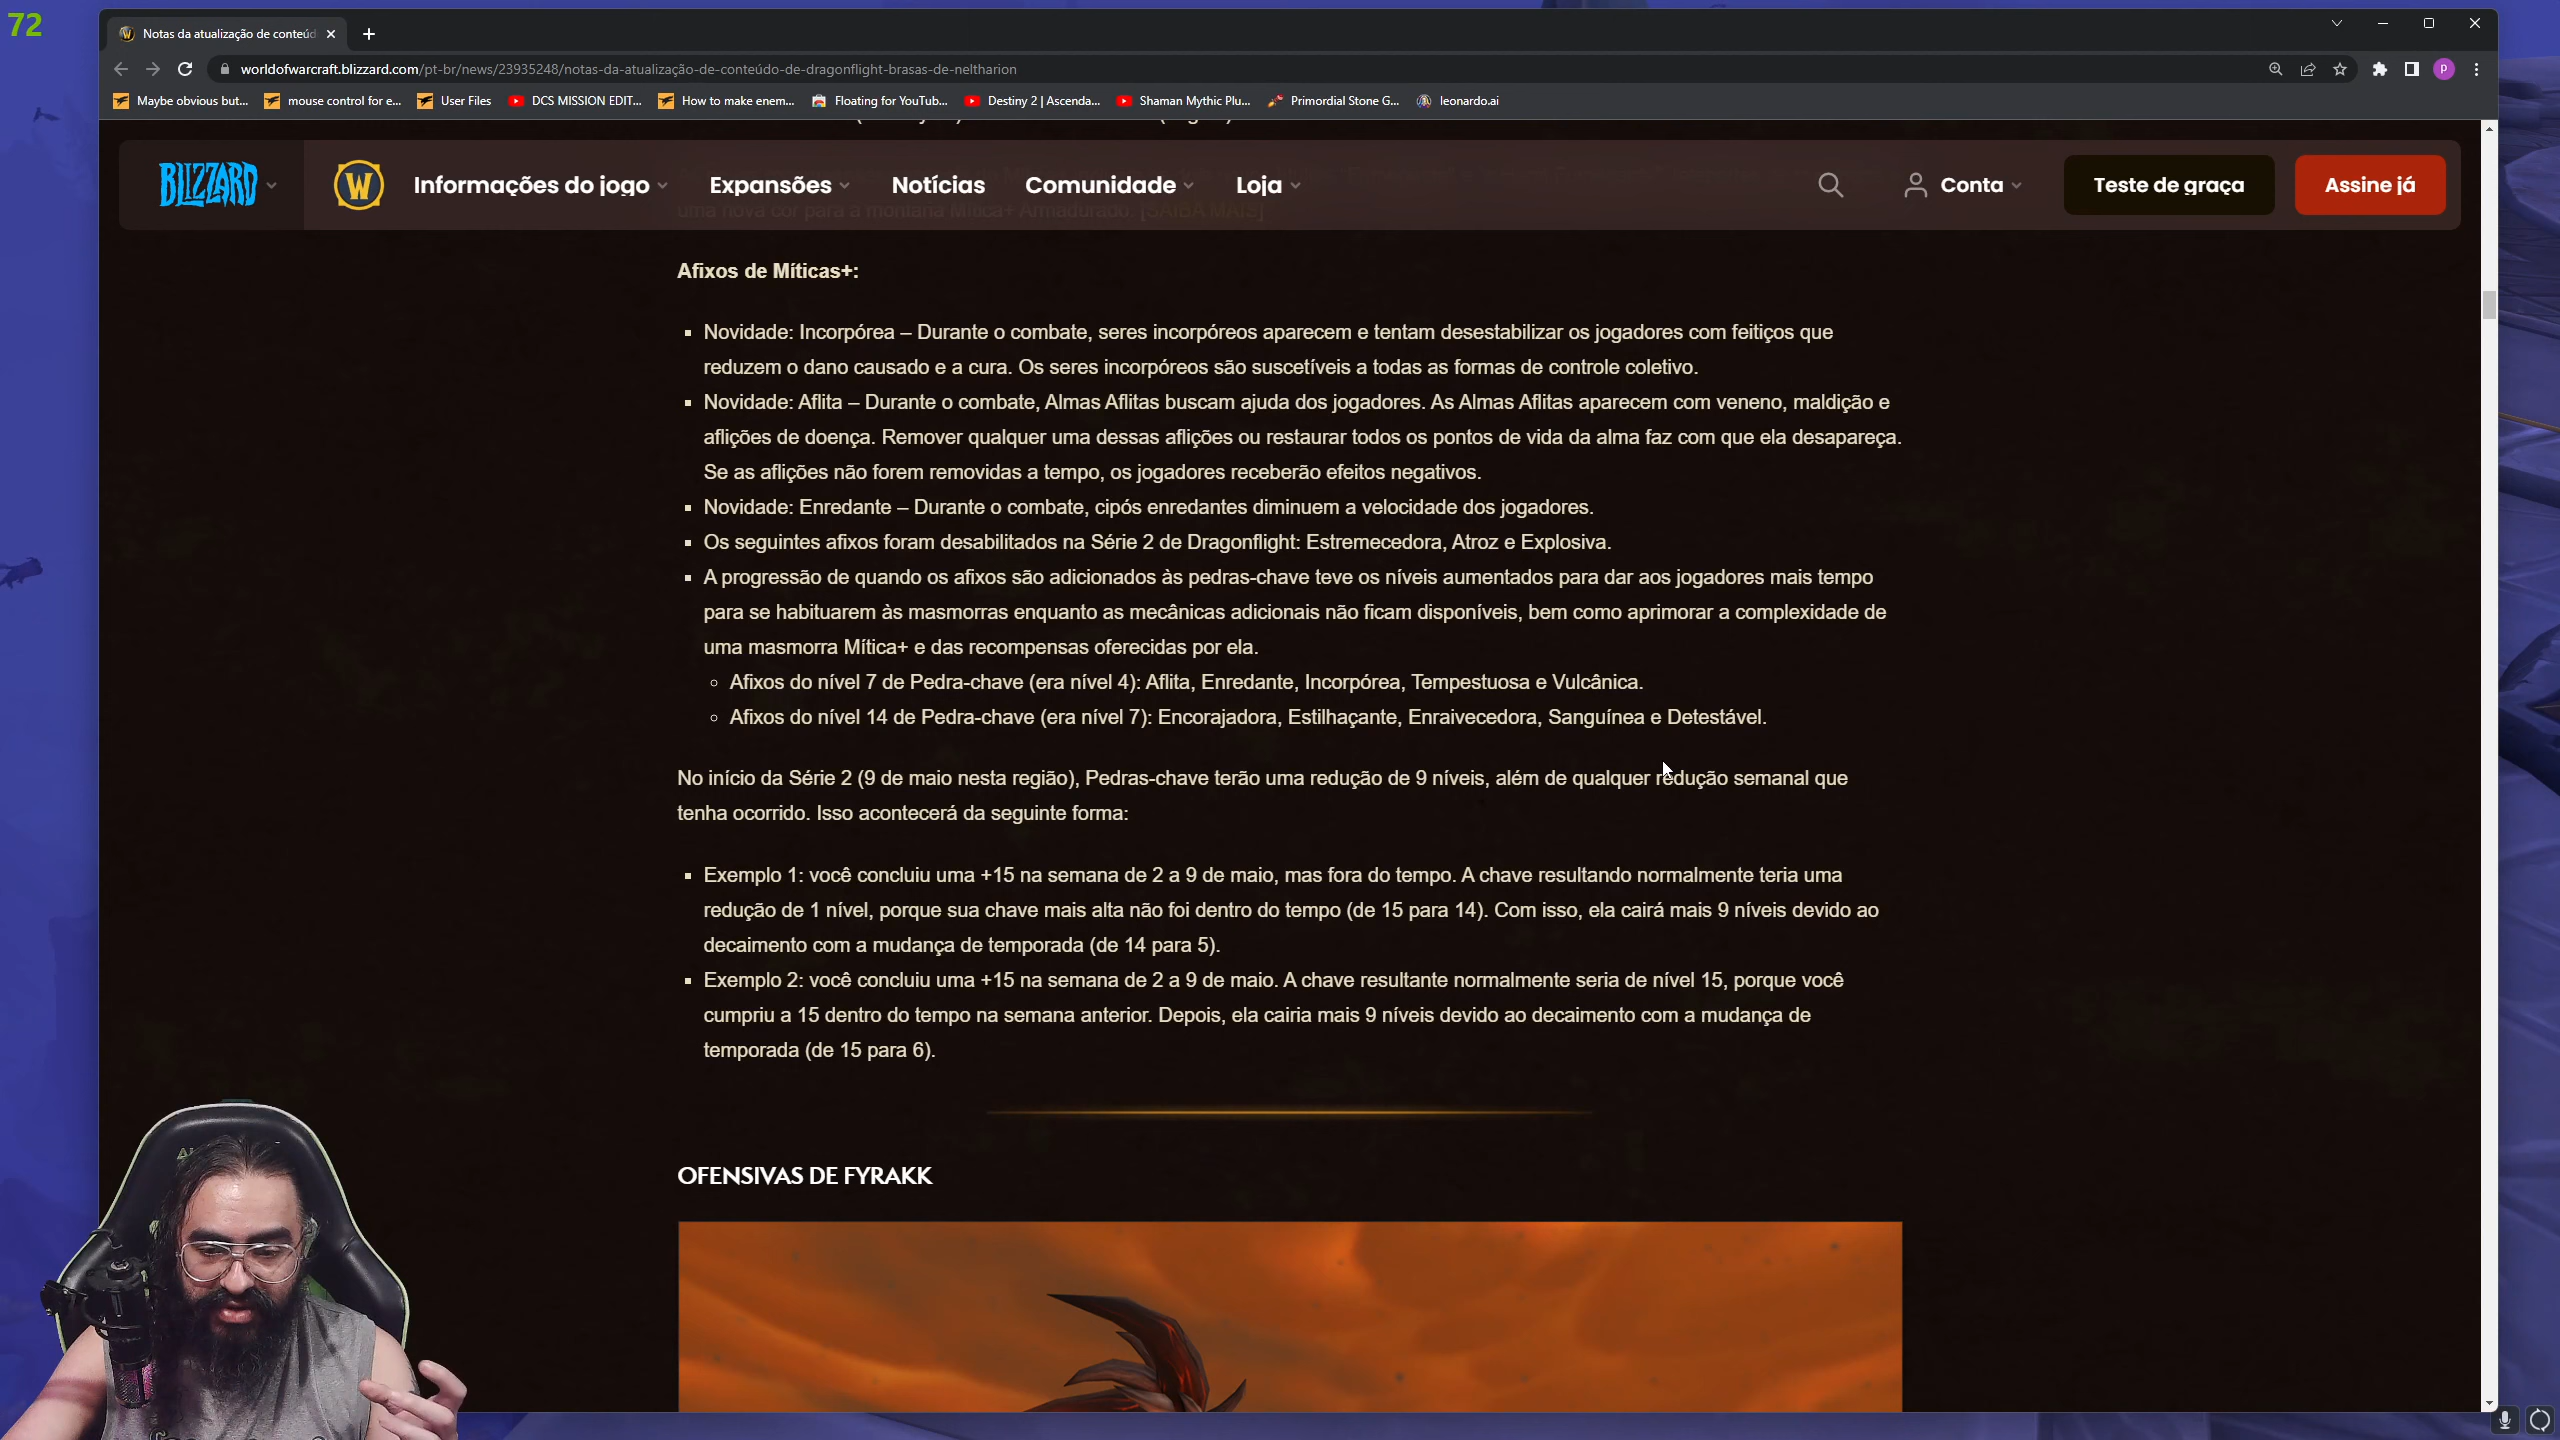 72
Notas da atualização de conteúd
worldofwarcraft.blizzard.com/pt-br/news/23935248/notas-da-atualização-de-conteúdo-de-dragonflight-brasas-de-neltharion
P
Maybe obvious but... mouse control for e... User Files DCS MISSION EDIT... How to make enem... Floating for YouTub... Destiny 2 | Ascenda... Shaman Mythic Plu... Primordial Stone G... leonardo.ai
BLIZZARD W Informações do jogo Expansões Notícias Comunidade Loja Conta Teste de graça Assine já
uma nova cor para a montaria Mítica+ Armadurado. [SAIBA MAIS]
Afixos de Míticas+:
Novidade: Incorpórea – Durante o combate, seres incorpóreos aparecem e tentam desestabilizar os jogadores com feitiços que
reduzem o dano causado e a cura. Os seres incorpóreos são suscetíveis a todas as formas de controle coletivo.
Novidade: Aflita – Durante o combate, Almas Aflitas buscam ajuda dos jogadores. As Almas Aflitas aparecem com veneno, maldição e
aflições de doença. Remover qualquer uma dessas aflições ou restaurar todos os pontos de vida da alma faz com que ela desapareça.
Se as aflições não forem removidas a tempo, os jogadores receberão efeitos negativos.
Novidade: Enredante – Durante o combate, cipós enredantes diminuem a velocidade dos jogadores.
Os seguintes afixos foram desabilitados na Série 2 de Dragonflight: Estremecedora, Atroz e Explosiva.
A progressão de quando os afixos são adicionados às pedras-chave teve os níveis aumentados para dar aos jogadores mais tempo
para se habituarem às masmorras enquanto as mecânicas adicionais não ficam disponíveis, bem como aprimorar a complexidade de
uma masmorra Mítica+ e das recompensas oferecidas por ela.
Afixos do nível 7 de Pedra-chave (era nível 4): Aflita, Enredante, Incorpórea, Tempestuosa e Vulcânica.
Afixos do nível 14 de Pedra-chave (era nível 7): Encorajadora, Estilhaçante, Enraivecedora, Sanguínea e Detestável.
No início da Série 2 (9 de maio nesta região), Pedras-chave terão uma redução de 9 níveis, além de qualquer redução semanal que
tenha ocorrido. Isso acontecerá da seguinte forma:
Exemplo 1: você concluiu uma +15 na semana de 2 a 9 de maio, mas fora do tempo. A chave resultando normalmente teria uma
redução de 1 nível, porque sua chave mais alta não foi dentro do tempo (de 15 para 14). Com isso, ela cairá mais 9 níveis devido ao
decaimento com a mudança de temporada (de 14 para 5).
Exemplo 2: você concluiu uma +15 na semana de 2 a 9 de maio. A chave resultante normalmente seria de nível 15, porque você
cumpriu a 15 dentro do tempo na semana anterior. Depois, ela cairia mais 9 níveis devido ao decaimento com a mudança de
temporada (de 15 para 6).
OFENSIVAS DE FYRAKK